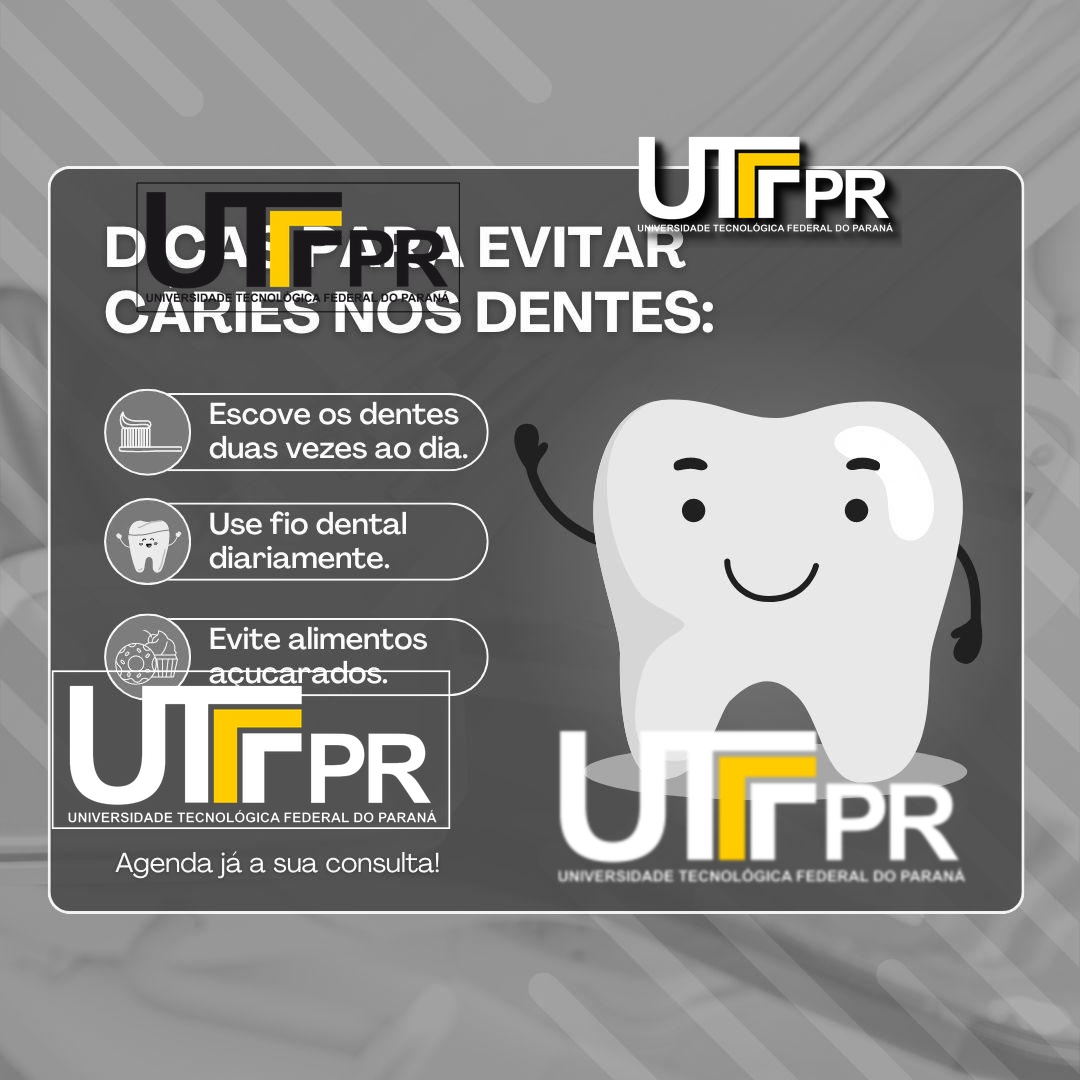 UTFPR
UNIVERSIDADE TECNOLÓGICA FEDERAL DO PARANÁ
UTFPR
DICAS PARA EVITAR
UNIVERSIDADE TECNOLÓGICA FEDERAL DO PARANÁ
CÁRIES NOS DENTES:
Escove os dentes
duas vezes ao dia.
Use fio dental
diariamente.
Evite alimentos
açucarados.
UTFPR
UNIVERSIDADE TECNOLÓGICA FEDERAL DO PARANÁ
UTFPR
UNIVERSIDADE TECNOLÓGICA FEDERAL DO PARANÁ
Agenda já a sua consulta!